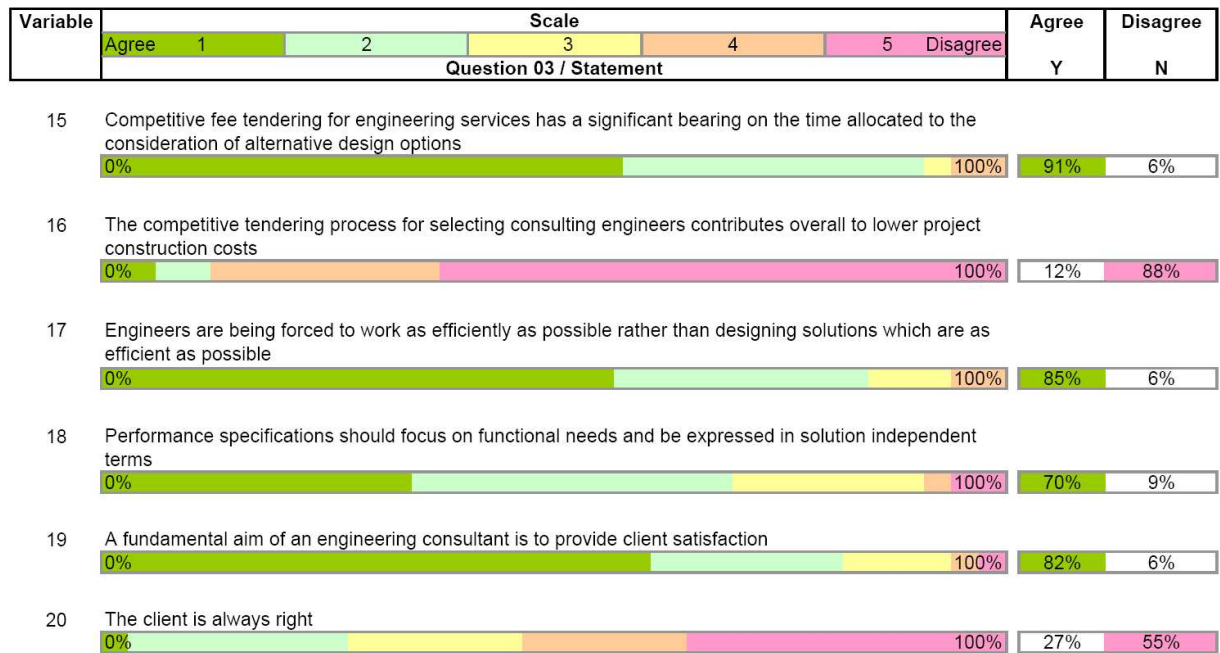 Variable Scale Agree Disagree
Agree 1 2 3 4 5 Disagree
Question 03 / Statement Y N
15 Competitive fee tendering for engineering services has a significant bearing on the time allocated to the
consideration of alternative design options
0% 100% 91% 6%
16 The competitive tendering process for selecting consulting engineers contributes overall to lower project
construction costs
0% 100% 12% 88%
17 Engineers are being forced to work as efficiently as possible rather than designing solutions which are as
efficient as possible
0% 100% 85% 6%
18 Performance specifications should focus on functional needs and be expressed in solution independent
terms
0% 100% 70% 9%
19 A fundamental aim of an engineering consultant is to provide client satisfaction
0% 100% 82% 6%
20 The client is always right
0% 100% 27% 55%